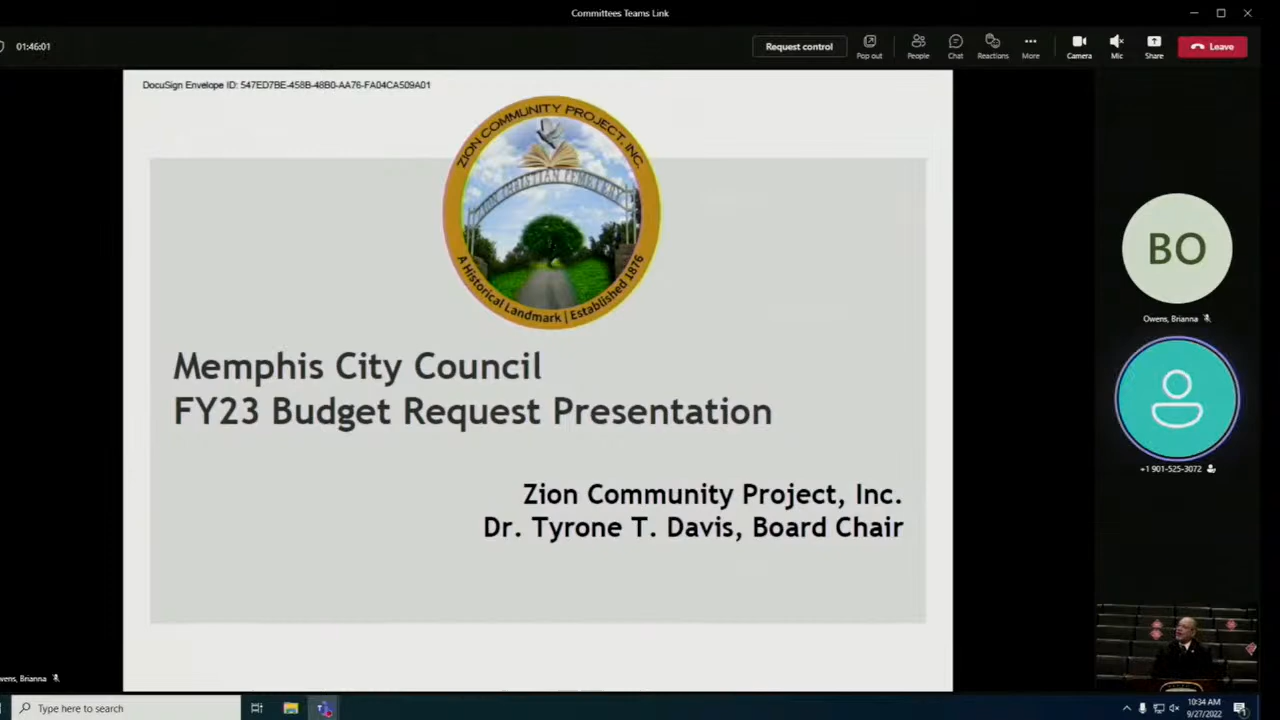 Committees Teams Link
01:46:01
Request control
Pop out
People
Chat
Reactions
More
Camera
Mic
Share
Leave
DocuSign Envelope ID: 547ED7BE-458B-48B0-AA76-FA04CA509A01
ZION COMMUNITY PROJECT, INC.
ZION CHRISTIAN CEMETERY
A Historical Landmark | Established 1876
Memphis City Council
FY23 Budget Request Presentation
Zion Community Project, Inc.
Dr. Tyrone T. Davis, Board Chair
BO
Owens, Brianna
+1 901-525-3072
wens, Brianna
Type here to search
10:34 AM
9/27/2022